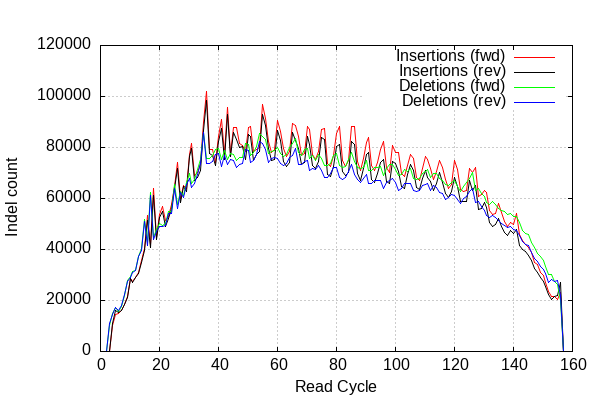 120000
Insertions (fwd)
Insertions (rev)
100000
Deletions (fwd)
Deletions (rev)
80000
60000
40000
20000
0
0 20 40 60 80 100 120 140 160
Indel count
Read Cycle